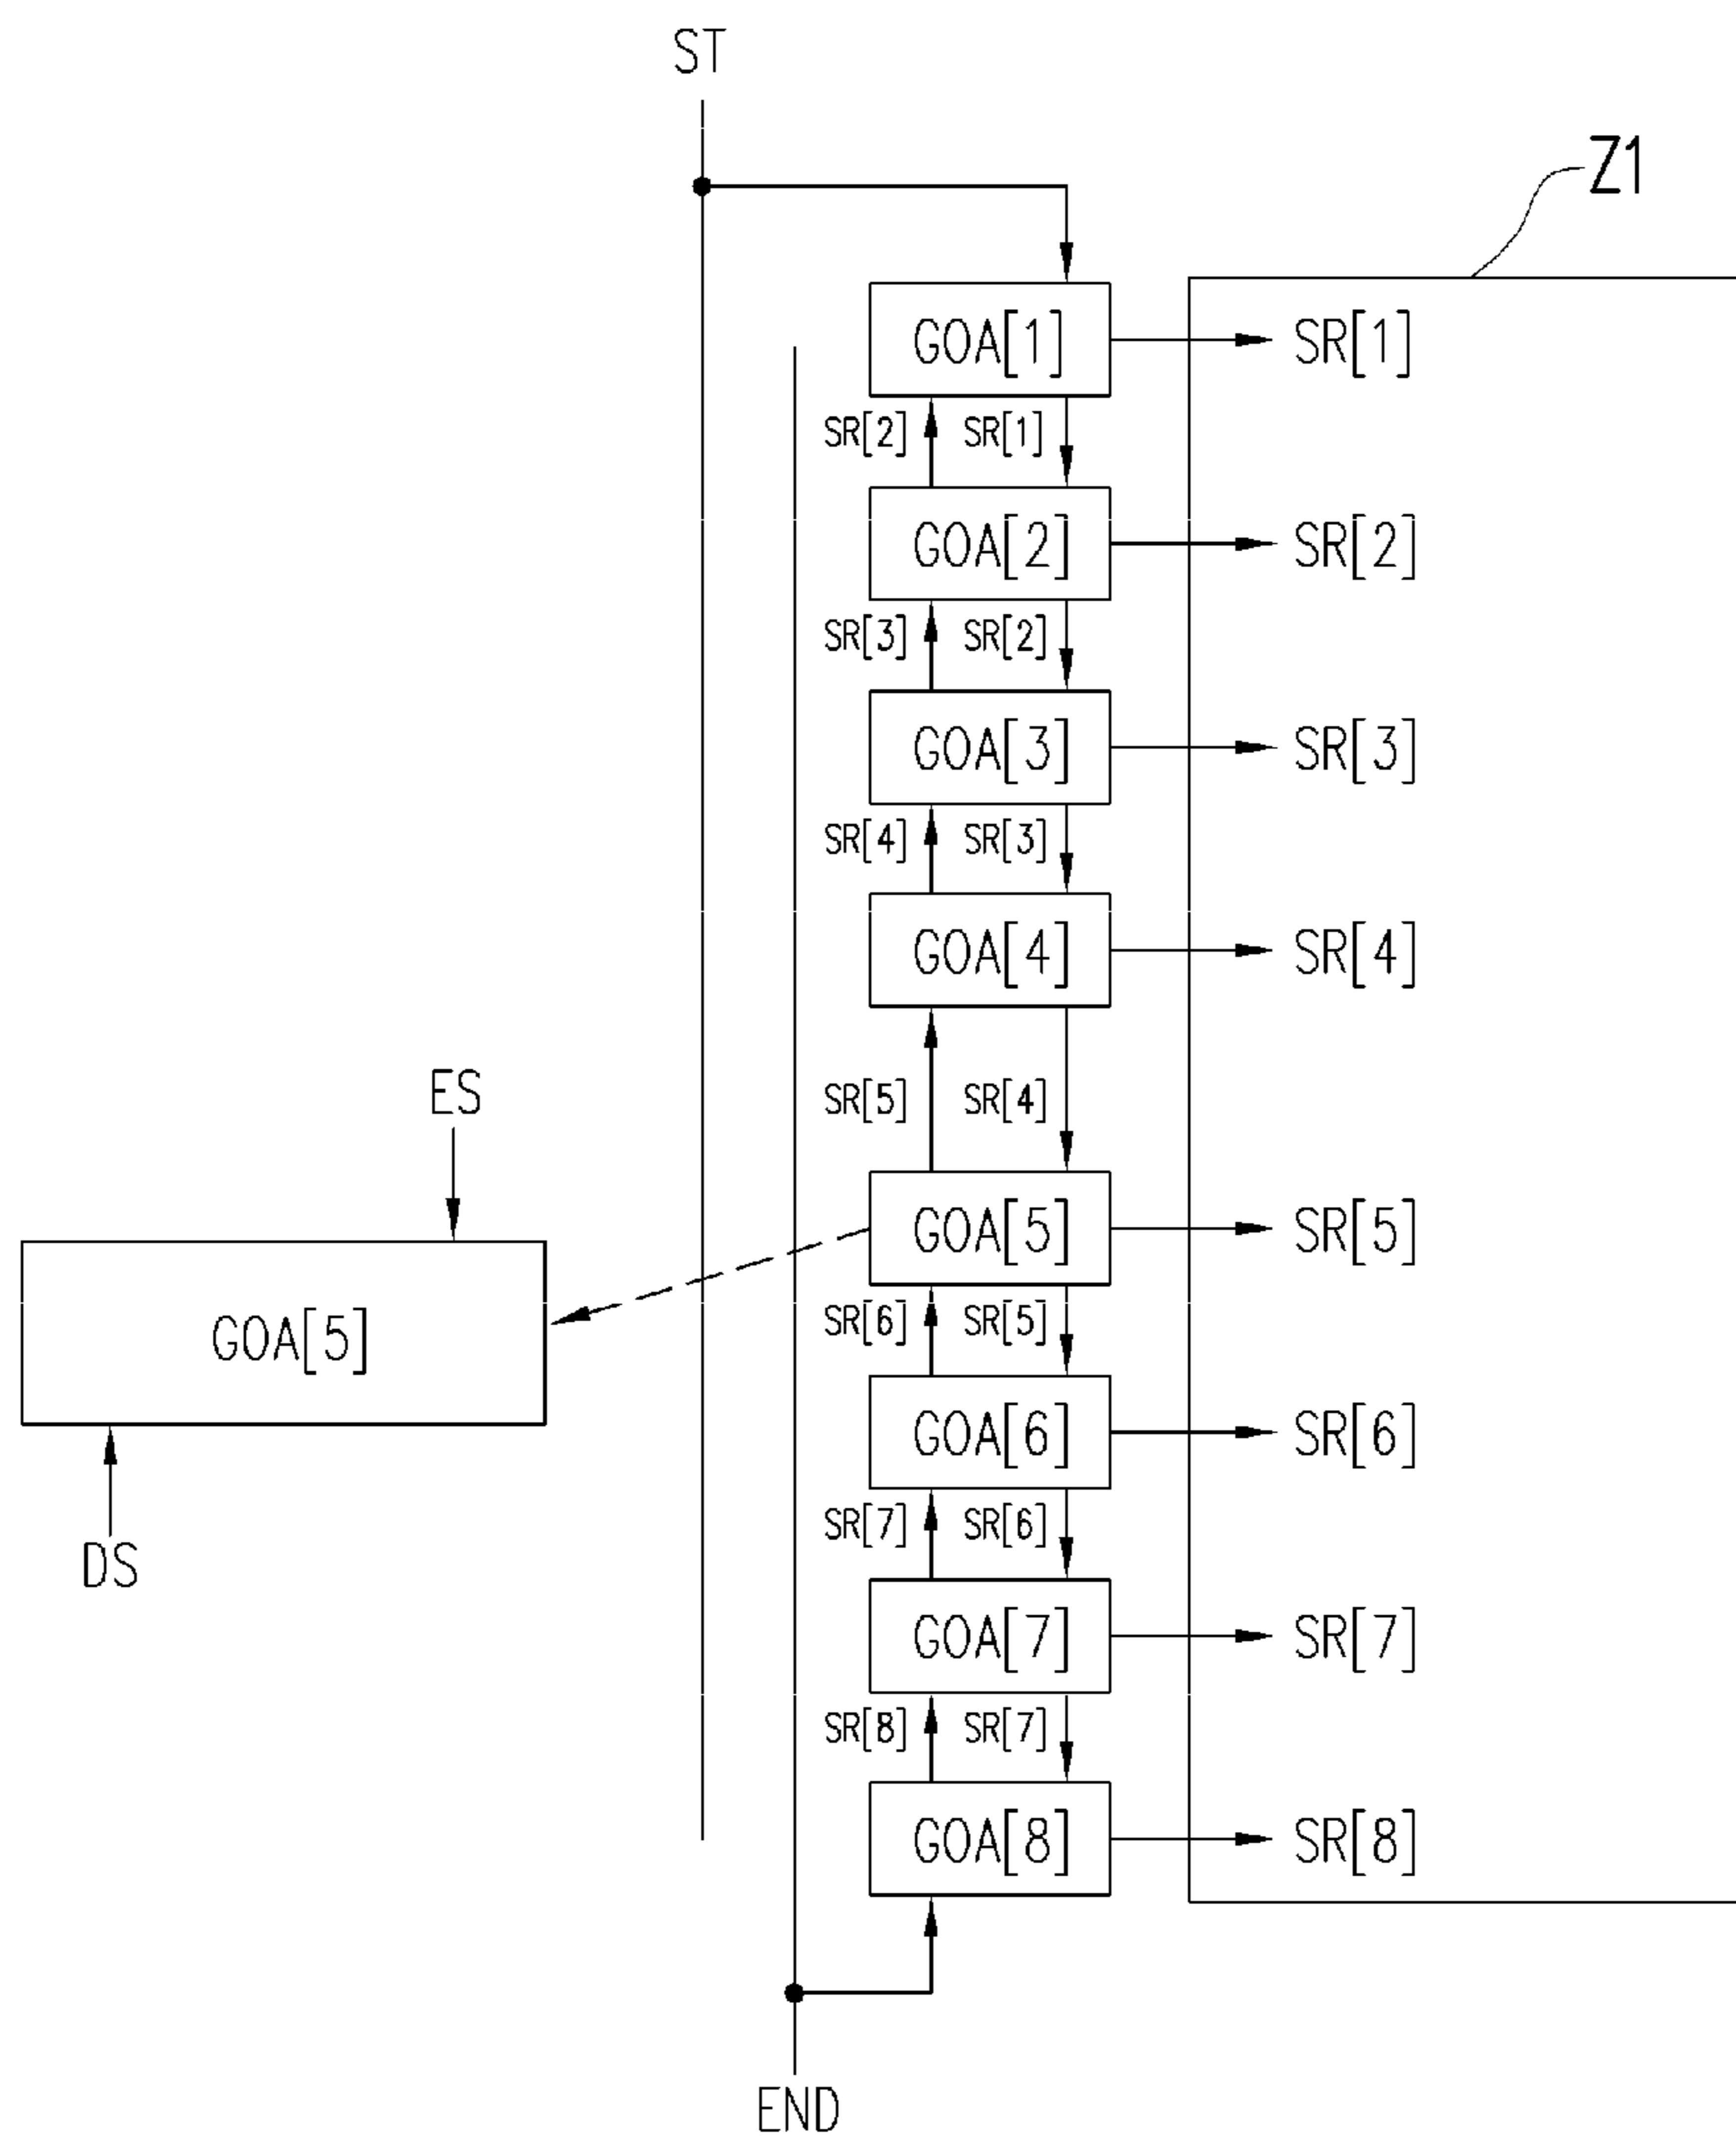 ST
Z1
GOA[1]
SR[1]
SR[2]
SR[1]
GOA[2]
SR[2]
SR[3]
SR[2]
GOA[3]
SR[3]
SR[4]
SR[3]
GOA[4]
SR[4]
ES
SR[5]
SR[4]
GOA[5]
SR[5]
GOA[5]
SR[6]
SR[5]
GOA[6]
SR[6]
DS
SR[7]
SR[6]
GOA[7]
SR[7]
SR[8]
SR[7]
GOA[8]
SR[8]
END